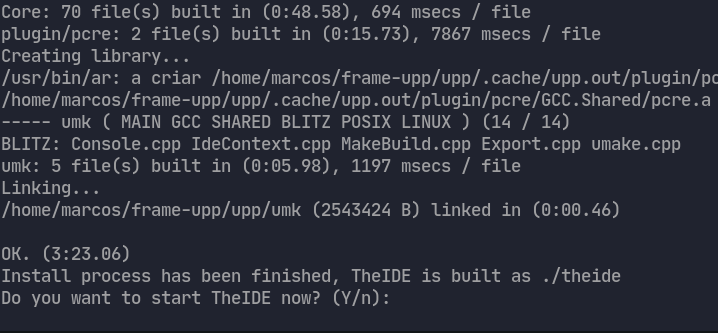 Core: 70 file(s) built in (0:48.58), 694 msecs / file
plugin/pcre: 2 file(s) built in (0:15.73), 7867 msecs / file
Creating library...
/usr/bin/ar: a criar /home/marcos/frame-upp/upp/.cache/upp.out/plugin/pc
/home/marcos/frame-upp/upp/.cache/upp.out/plugin/pcre/GCC.Shared/pcre.a
----- umk ( MAIN GCC SHARED BLITZ POSIX LINUX ) (14 / 14)
BLITZ: Console.cpp IdeContext.cpp MakeBuild.cpp Export.cpp umake.cpp
umk: 5 file(s) built in (0:05.98), 1197 msecs / file
Linking...
/home/marcos/frame-upp/upp/umk (2543424 B) linked in (0:00.46)

OK. (3:23.06)
Install process has been finished, TheIDE is built as ./theide
Do you want to start TheIDE now? (Y/n):